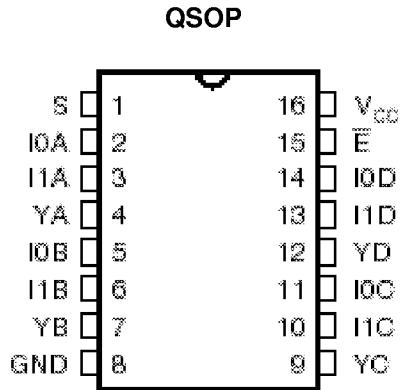 QSOP
S 1 16 VCC
I0A 2 15 E̅
I1A 3 14 I0D
YA 4 13 I1D
I0B 5 12 YD
I1B 6 11 I0C
YB 7 10 I1C
GND 8 9 YC